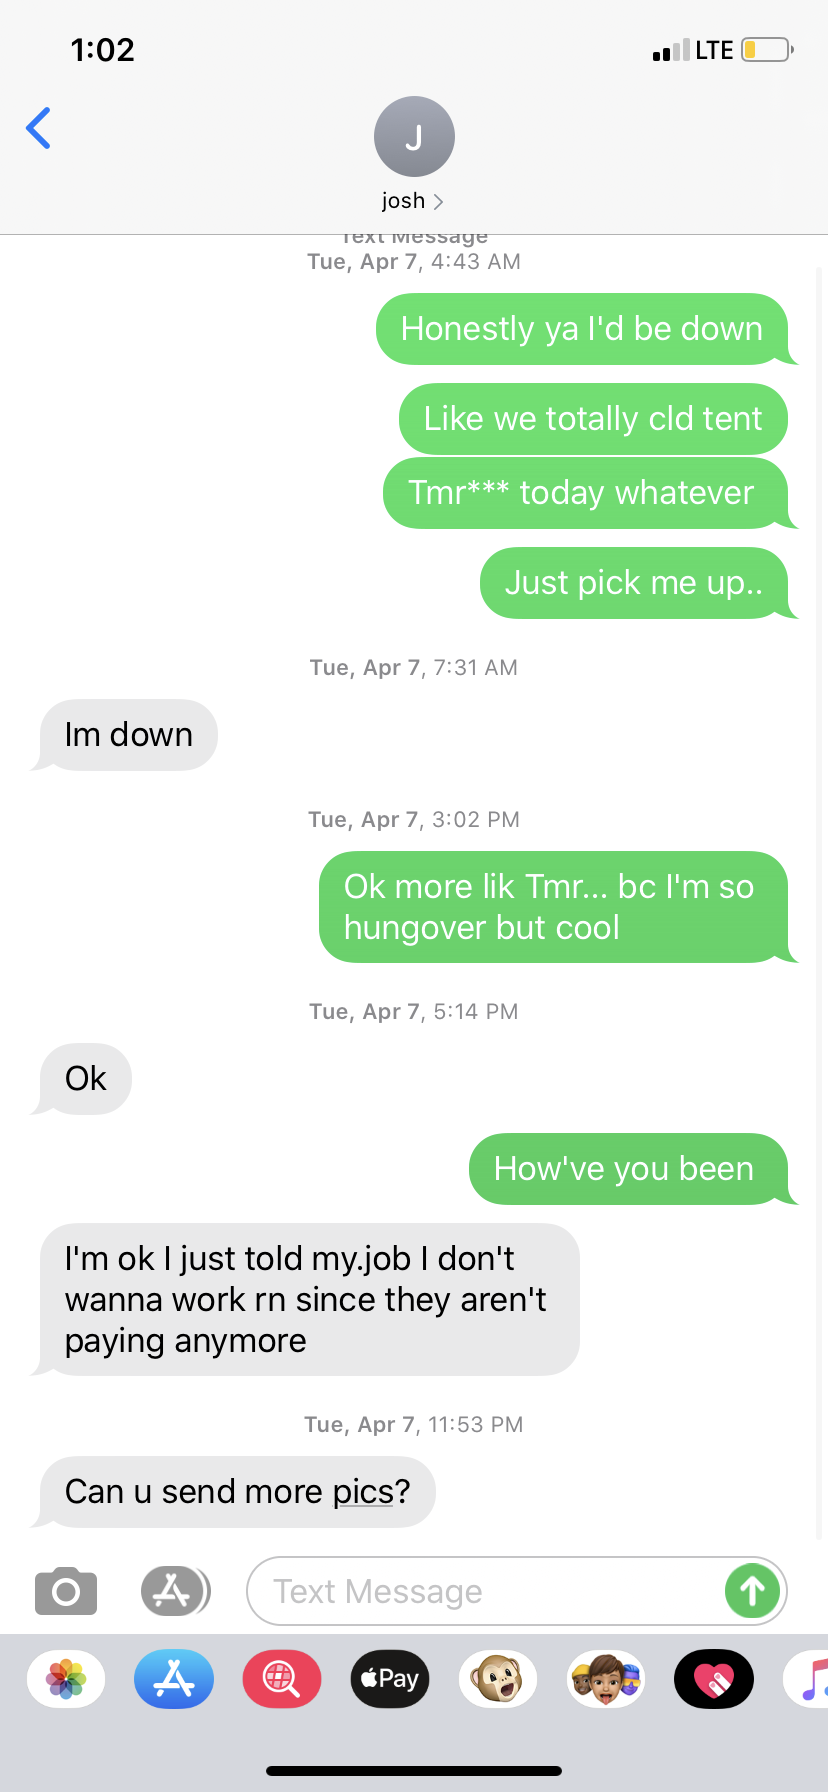 1:02
LTE
J
josh
Text Message
Tue, Apr 7, 4:43 AM
Honestly ya I'd be down
Like we totally cld tent
Tmr*** today whatever
Just pick me up..
Tue, Apr 7, 7:31 AM
Im down
Tue, Apr 7, 3:02 PM
Ok more lik Tmr... bc I'm so
hungover but cool
Tue, Apr 7, 5:14 PM
Ok
How've you been
I'm ok I just told my.job I don't
wanna work rn since they aren't
paying anymore
Tue, Apr 7, 11:53 PM
Can u send more pics?
Text Message
Pay